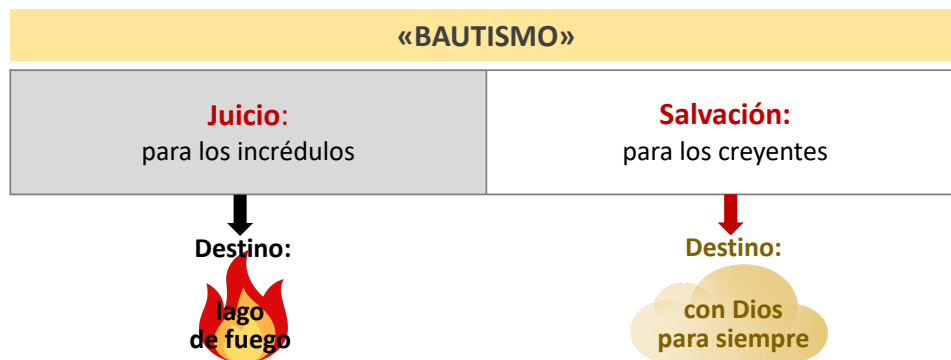 «BAUTISMO»
Juicio:
para los incrédulos
Salvación:
para los creyentes
Destino:
lago
de fuego
Destino:
con Dios
para siempre